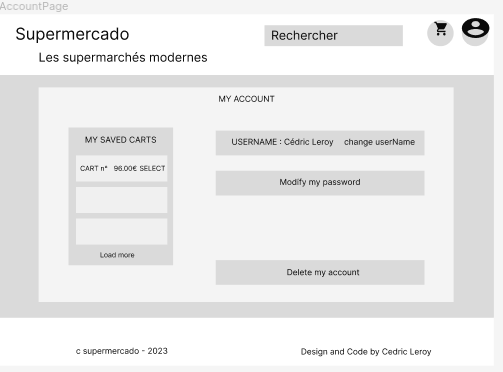 AccountPage
Supermercado
Rechercher
Les supermarchés modernes
MY ACCOUNT
MY SAVED CARTS
USERNAME : Cédric Leroy change userName
CART n° 96.00€ SELECT
Modify my password
Load more
Delete my account
c supermercado - 2023
Design and Code by Cedric Leroy